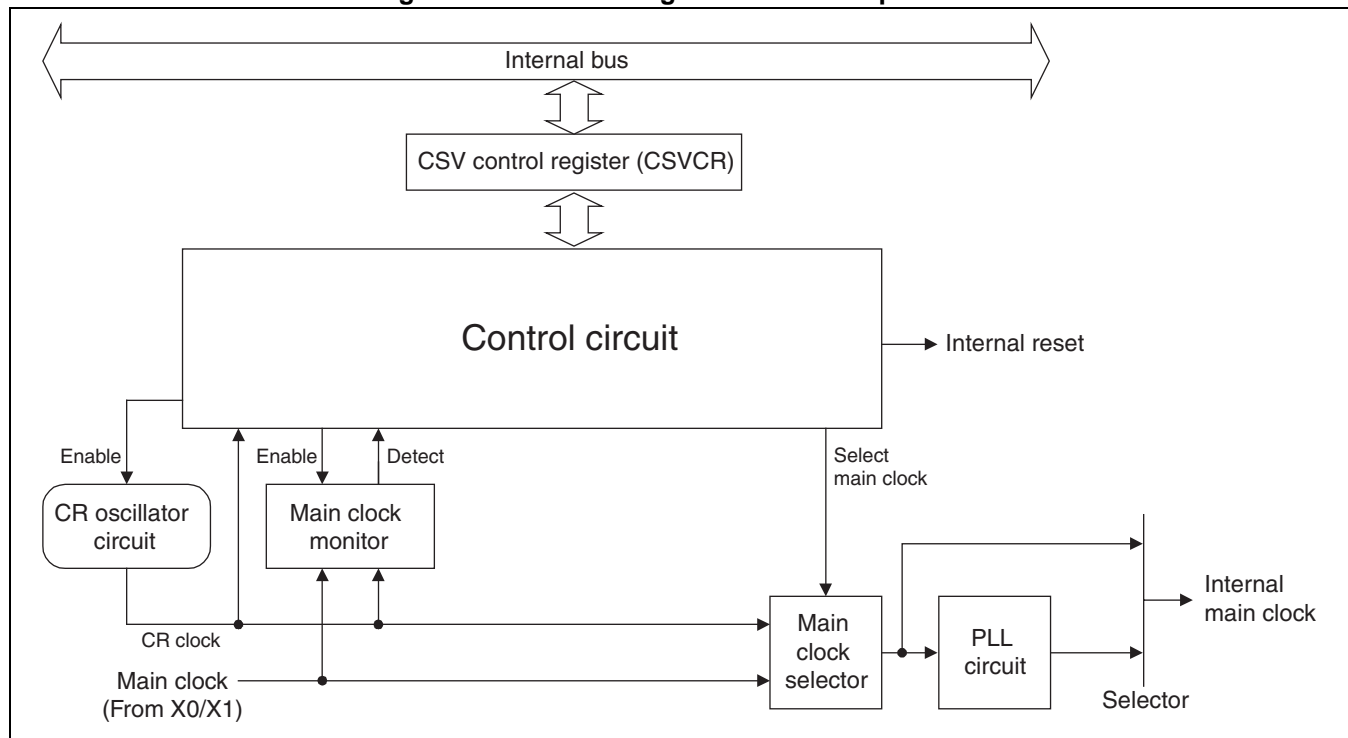 Internal bus
CSV control register (CSVCR)
Control circuit
Internal reset
Enable
Enable
Detect
Select
main clock
CR oscillator
circuit
Main clock
monitor
CR clock
Main clock
(From X0/X1)
Main
clock
selector
PLL
circuit
Internal
main clock
Selector